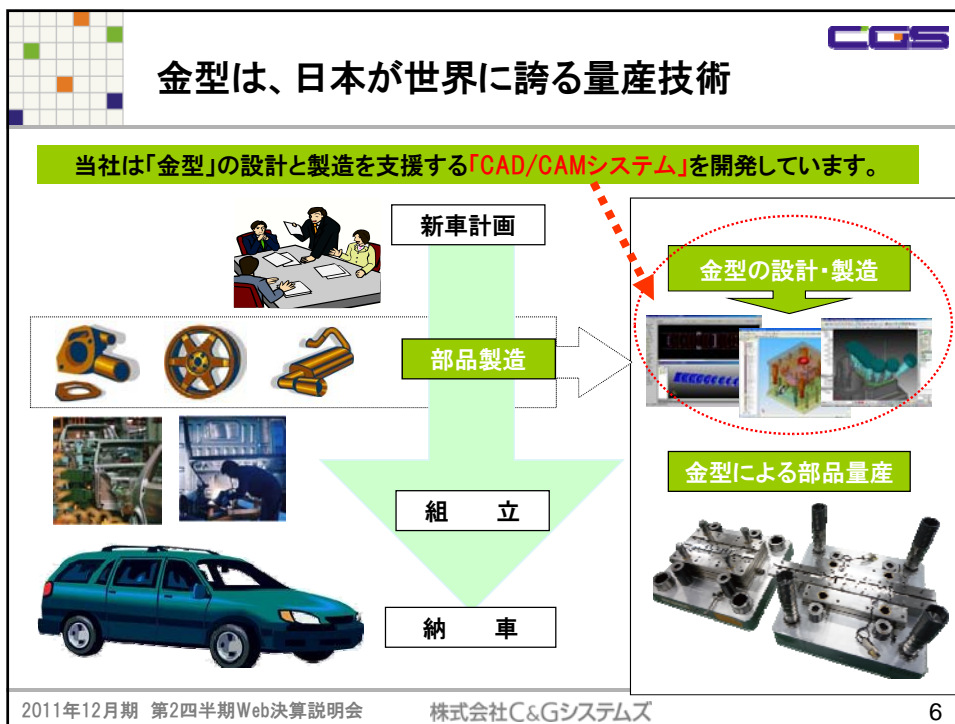 CGS
金型は、日本が世界に誇る量産技術
当社は「金型」の設計と製造を支援する「CAD/CAMシステム」を開発しています。
新車計画
金型の設計・製造
部品製造
金型による部品量産
組　立
納　車
2011年12月期 第2四半期Web決算説明会
株式会社C&Gシステムズ
6